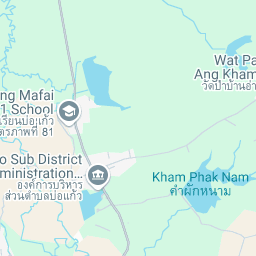 Wat Pa
Ang Kham
วัดป่าบ้านอ่า
ng Mafai
1 School
เรียนบ่อแก้ว
ตรภาพที่ 81
o Sub District
ministration...
องค์การบริหาร
ส่วนตำบลบ่อแก้ว
Kham Phak Nam
คำผักหนาม